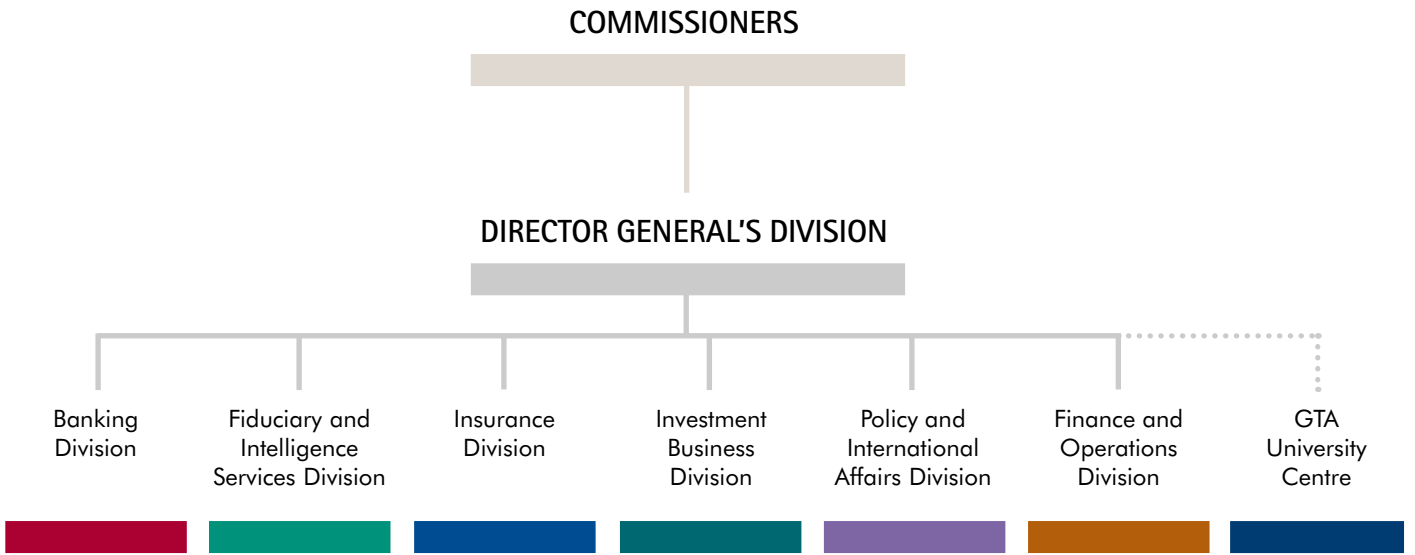 COMMISSIONERS
DIRECTOR GENERAL'S DIVISION
Banking
Division
Fiduciary and
Intelligence
Services Division
Insurance
Division
Investment
Business
Division
Policy and
International
Affairs Division
Finance and
Operations
Division
GTA
University
Centre